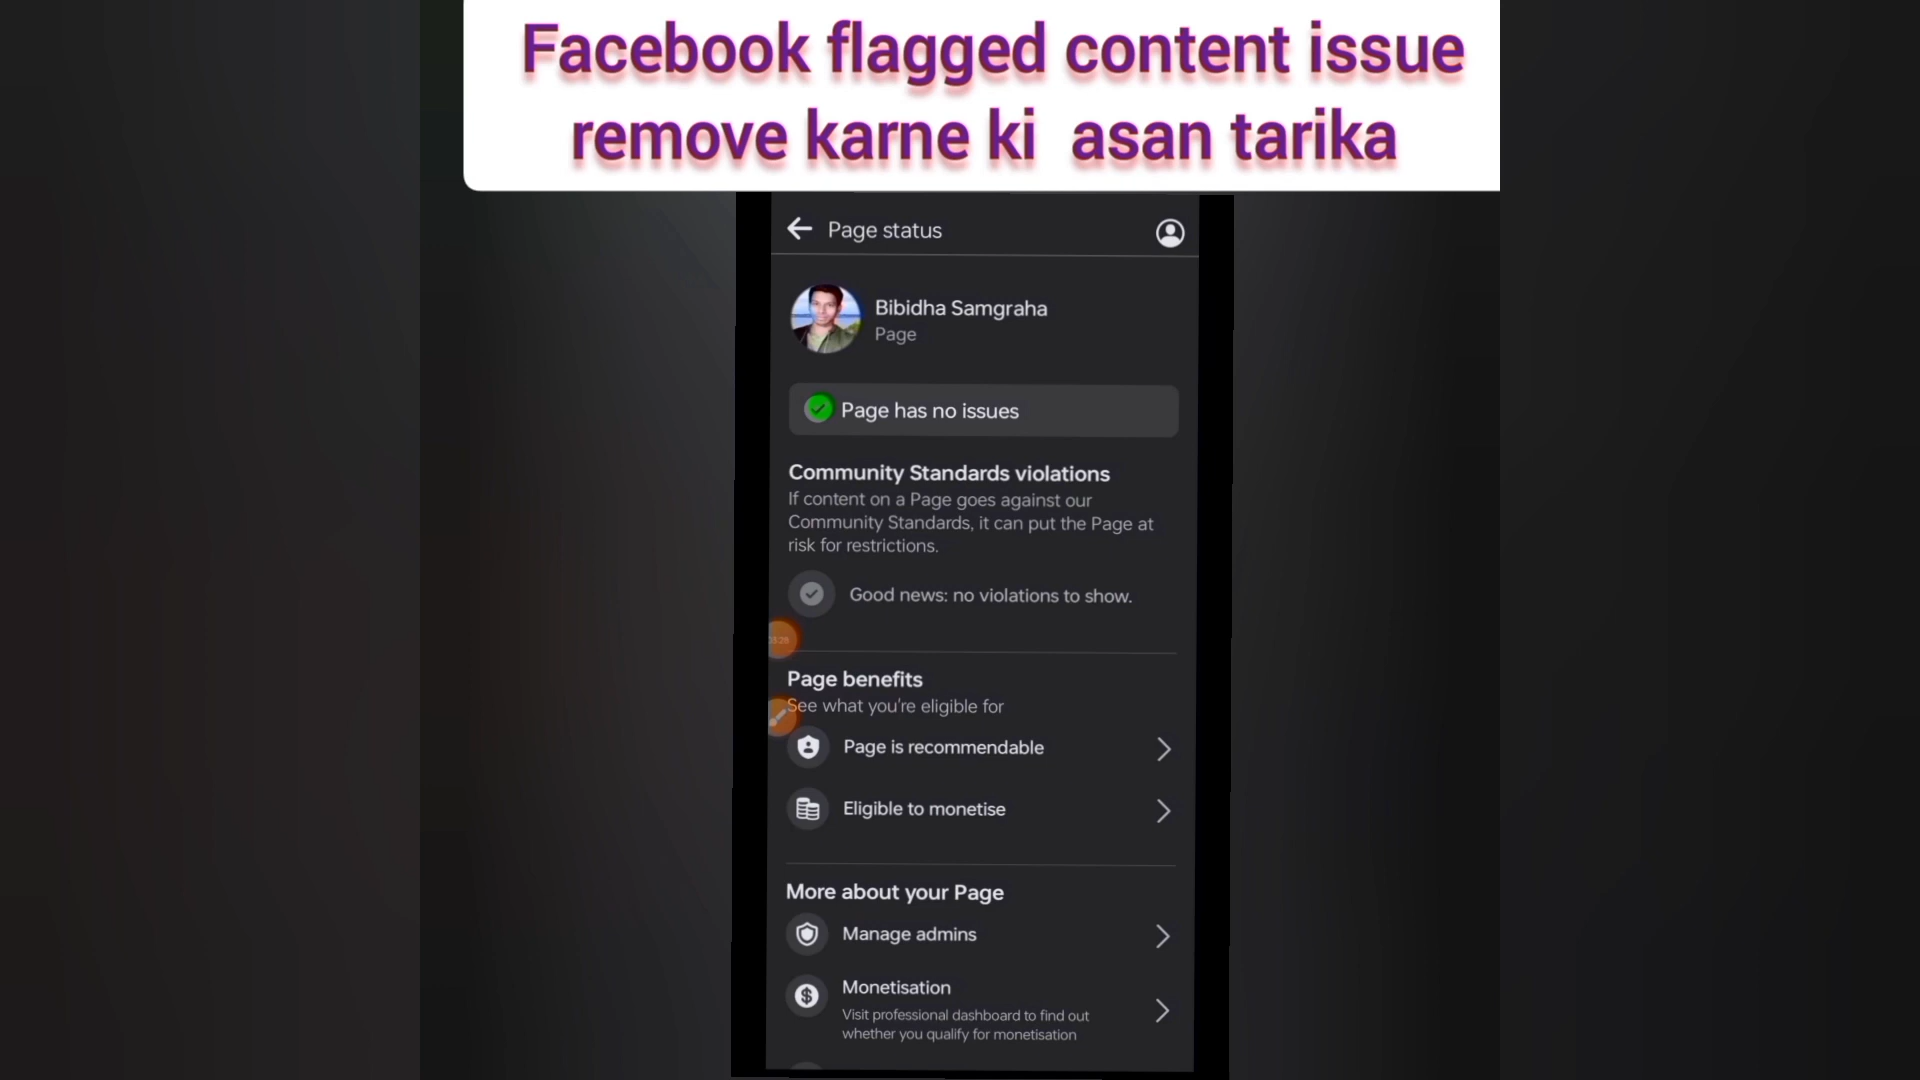 Facebook flagged content issue
remove karne ki asan tarika
Page status
Bibidha Samgraha
Page
Page has no issues
Community Standards violations
If content on a Page goes against our
Community Standards, it can put the Page at
risk for restrictions.
Good news: no violations to show.
Page benefits
See what you're eligible for
Page is recommendable
Eligible to monetise
More about your Page
Manage admins
Monetisation
Visit professional dashboard to find out
whether you qualify for monetisation